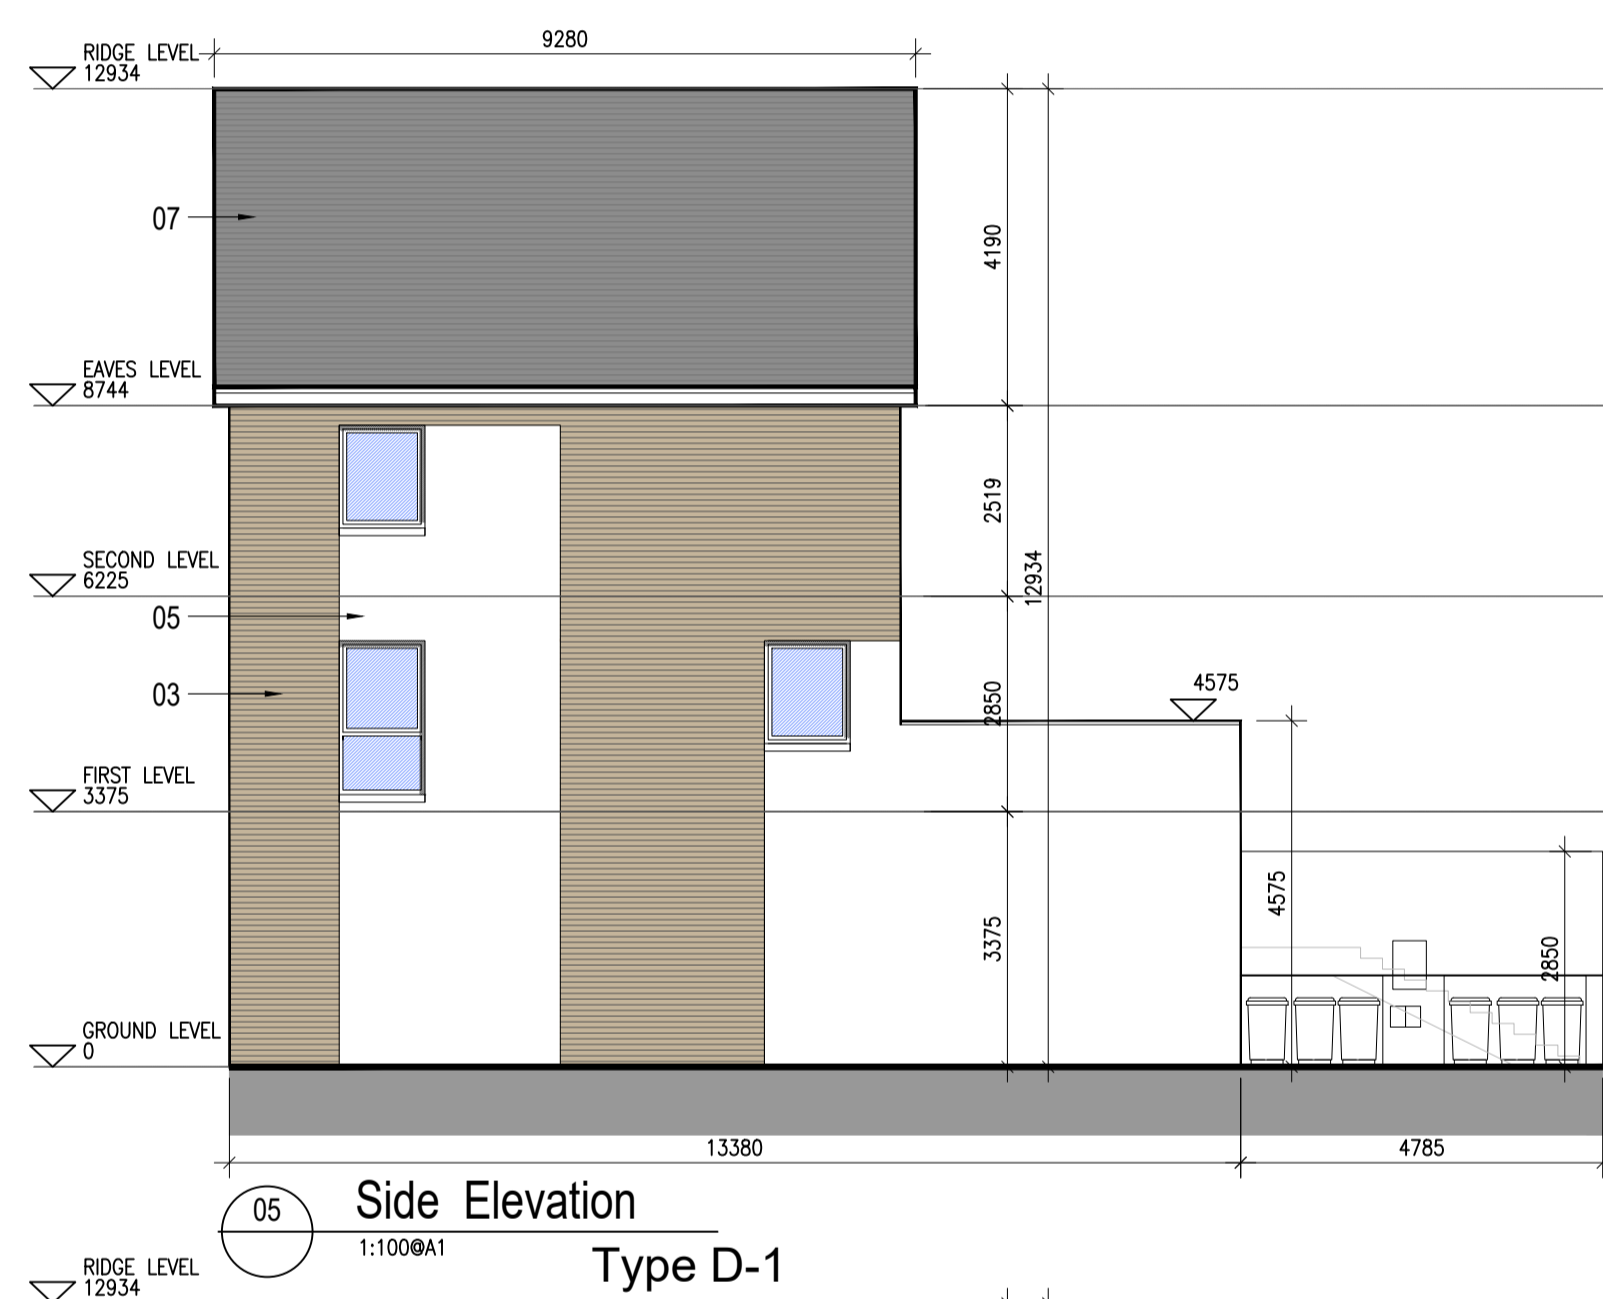 9280
RIDGE LEVEL
12934
07
4190
EAVES LEVEL
8744
2519
SECOND LEVEL
6225
12934
05
03
2850
4575
FIRST LEVEL
3375
4575
3375
2850
GROUND LEVEL
0
13380
4785
05
Side Elevation
1:100@A1
Type D-1
RIDGE LEVEL
12934